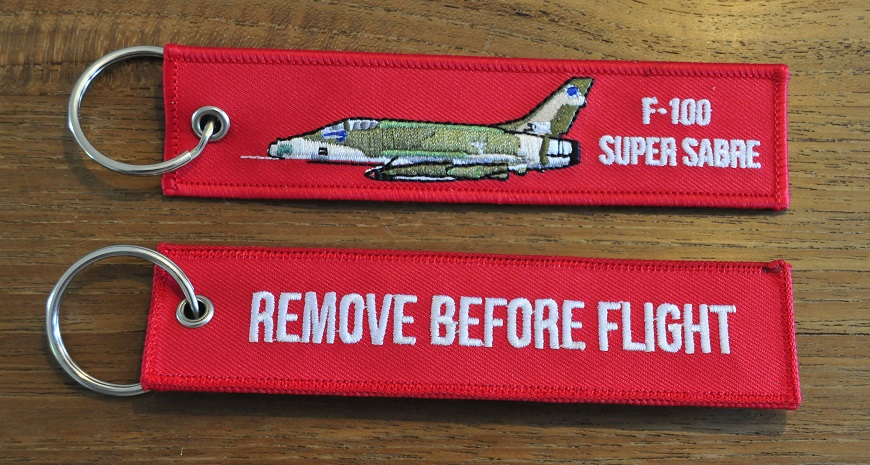 F-100
SUPER SABRE
REMOVE BEFORE FLIGHT